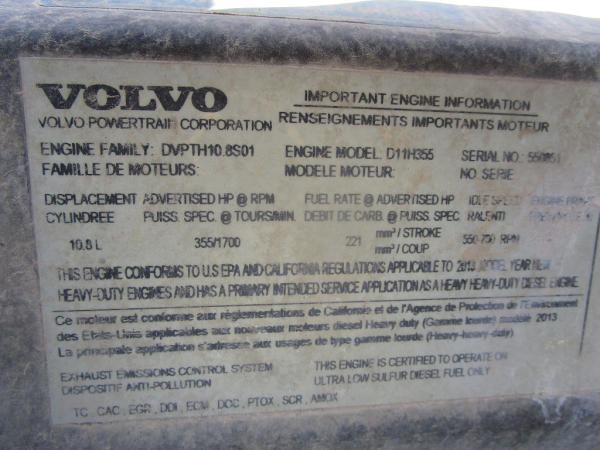 VOLVO
IMPORTANT ENGINE INFORMATION
VOLVO POWERTRAIN CORPORATION
RENSEIGNEMENTS IMPORTANTS MOTEUR
ENGINE FAMILY: DVPTH10.8S01 ENGINE MODEL: D11H355 SERIAL NO.:
FAMILLE DE MOTEURS: MODELE MOTEUR: NO. SERIE
DISPLACEMENT ADVERTISED HP @ RPM FUEL RATE @ ADVERTISED HP IDLE SPEED ENGINE
CYLINDREE PUISS. SPEC. @ TOURS/MIN. DEBIT DE CARB. @ PUISS. SPEC. RALENTI
10.8 L 355/1700 221 mm³ / STROKE 550-700 RPM
mm³ / COUP
THIS ENGINE CONFORMS TO U.S EPA AND CALIFORNIA REGULATIONS APPLICABLE TO 2013 MODEL YEAR NEW
HEAVY-DUTY ENGINES AND HAS A PRIMARY INTENDED SERVICE APPLICATION AS A HEAVY HEAVY-DUTY DIESEL ENGINE.
Ce moteur est conforme aux réglementations de Californie et de l'Agence de Protection de l'Environnement
des Etats-Unis applicables aux nouveaux moteurs diesel Heavy duty (Gamme lourde) modèle 2013
La principale application s'adresse aux usages de type gamme lourde (Heavy-heavy-duty)
EXHAUST EMISSIONS CONTROL SYSTEM THIS ENGINE IS CERTIFIED TO OPERATE ON
DISPOSITIF ANTI-POLLUTION ULTRA LOW SULFUR DIESEL FUEL ONLY
TC , CAC , EGR , DDI , ECM , DOC , PTOX , SCR , AMOX